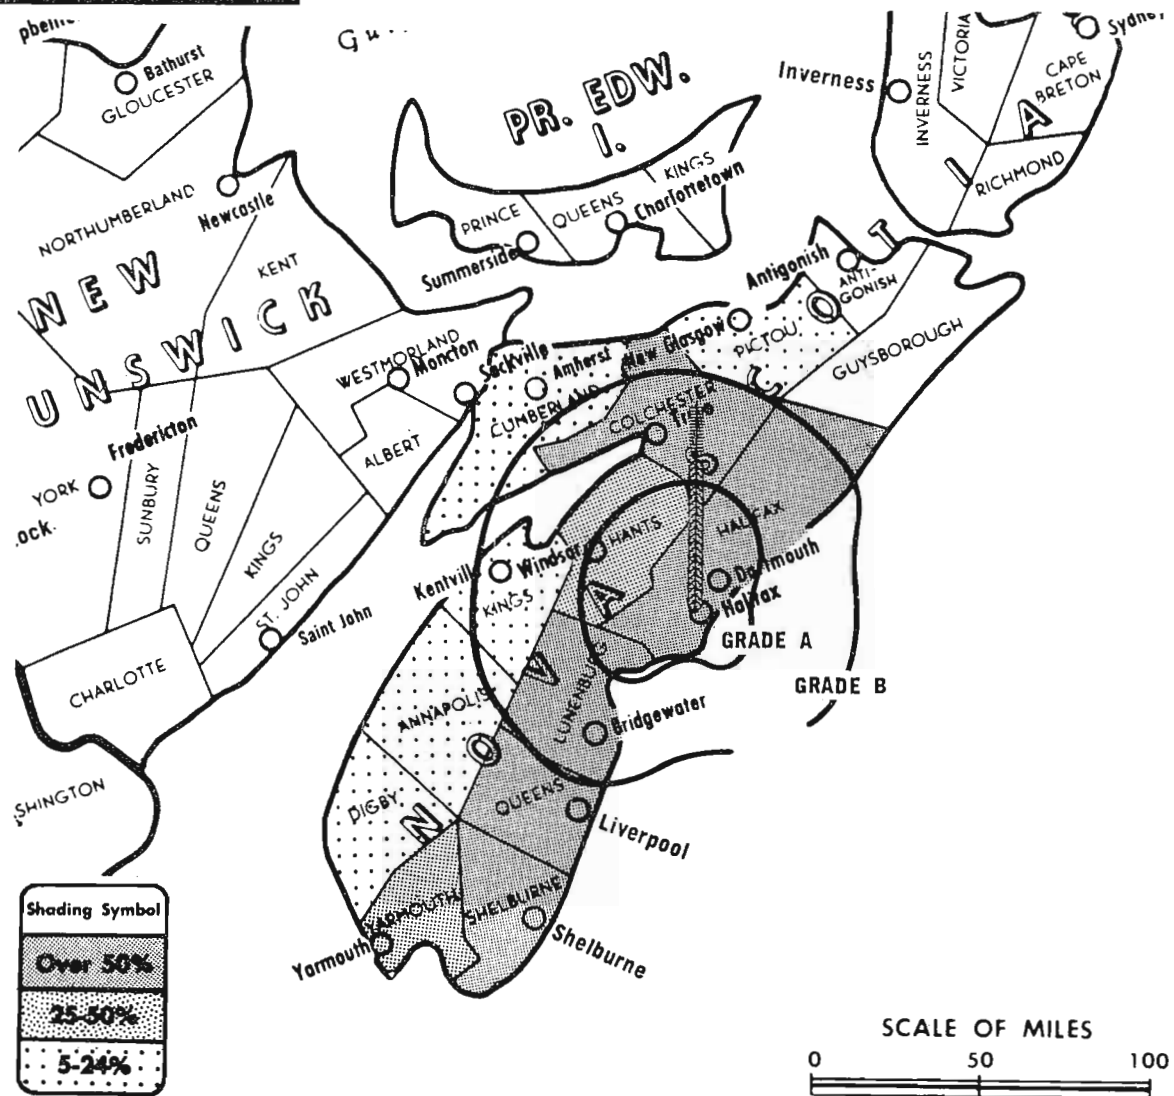 Bathurst
GLOUCESTER
Sydney
Inverness
INVERNESS
VICTORIA
CAPE
BRETON
RICHMOND
PR. EDW.
I.
PRINCE
QUEENS
KINGS
Charlottetown
Summerside
NORTHUMBERLAND
Newcastle
KENT
NEW
UNSWICK
WESTMORLAND
Moncton
Sackville
Amherst
New Glasgow
Antigonish
ANTI-
GONISH
PICTOU
GUYSBOROUGH
CUMBERLAND
COLCHESTER
ALBERT
Fredericton
YORK
SUNBURY
QUEENS
KINGS
ST. JOHN
Saint John
CHARLOTTE
SHINGTON
ock.
HANTS
HALIFAX
Windsor
Kentville
KINGS
Dartmouth
Halifax
GRADE A
GRADE B
NOVA
SCOTIA
ANNAPOLIS
LUNENBURG
Bridgewater
DIGBY
QUEENS
Liverpool
YARMOUTH
SHELBURNE
Yarmouth
Shelburne
Shading Symbol
Over 50%
25-50%
5-24%
SCALE OF MILES
0 50 100